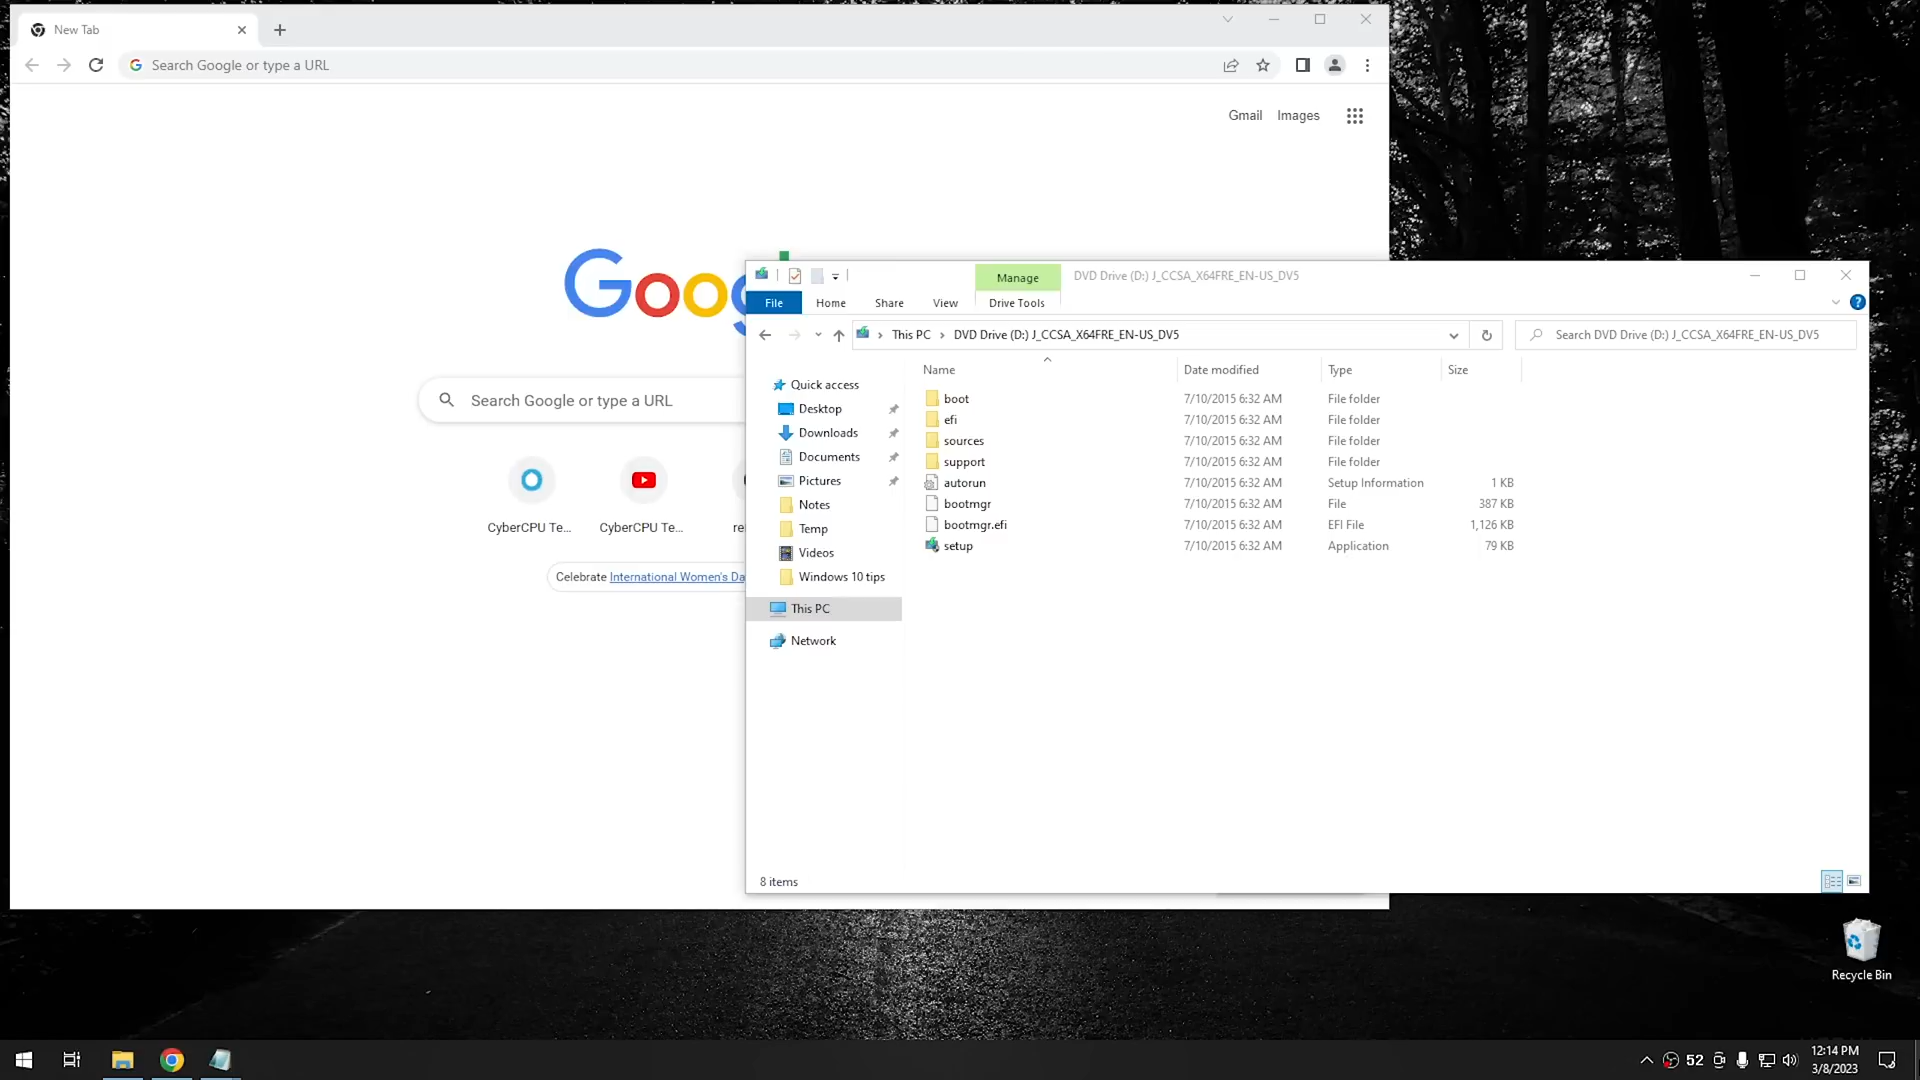 New Tab
Search Google or type a URL
Gmail Images
Goog
Search Google or type a URL
CyberCPU Te... CyberCPU Te... re
Celebrate International Women's Da
Manage DVD Drive (D:) J_CCSA_X64FRE_EN-US_DV5
File Home Share View Drive Tools
This PC DVD Drive (D:) J_CCSA_X64FRE_EN-US_DV5 Search DVD Drive (D:) J_CCSA_X64FRE_EN-US_DV5
Name Date modified Type Size
Quick access
Desktop
Downloads
Documents
Pictures
Notes
Temp
Videos
Windows 10 tips
This PC
Network
boot 7/10/2015 6:32 AM File folder
efi 7/10/2015 6:32 AM File folder
sources 7/10/2015 6:32 AM File folder
support 7/10/2015 6:32 AM File folder
autorun 7/10/2015 6:32 AM Setup Information 1 KB
bootmgr 7/10/2015 6:32 AM File 387 KB
bootmgr.efi 7/10/2015 6:32 AM EFI File 1,126 KB
setup 7/10/2015 6:32 AM Application 79 KB
8 items
Recycle Bin
52
12:14 PM
3/8/2023